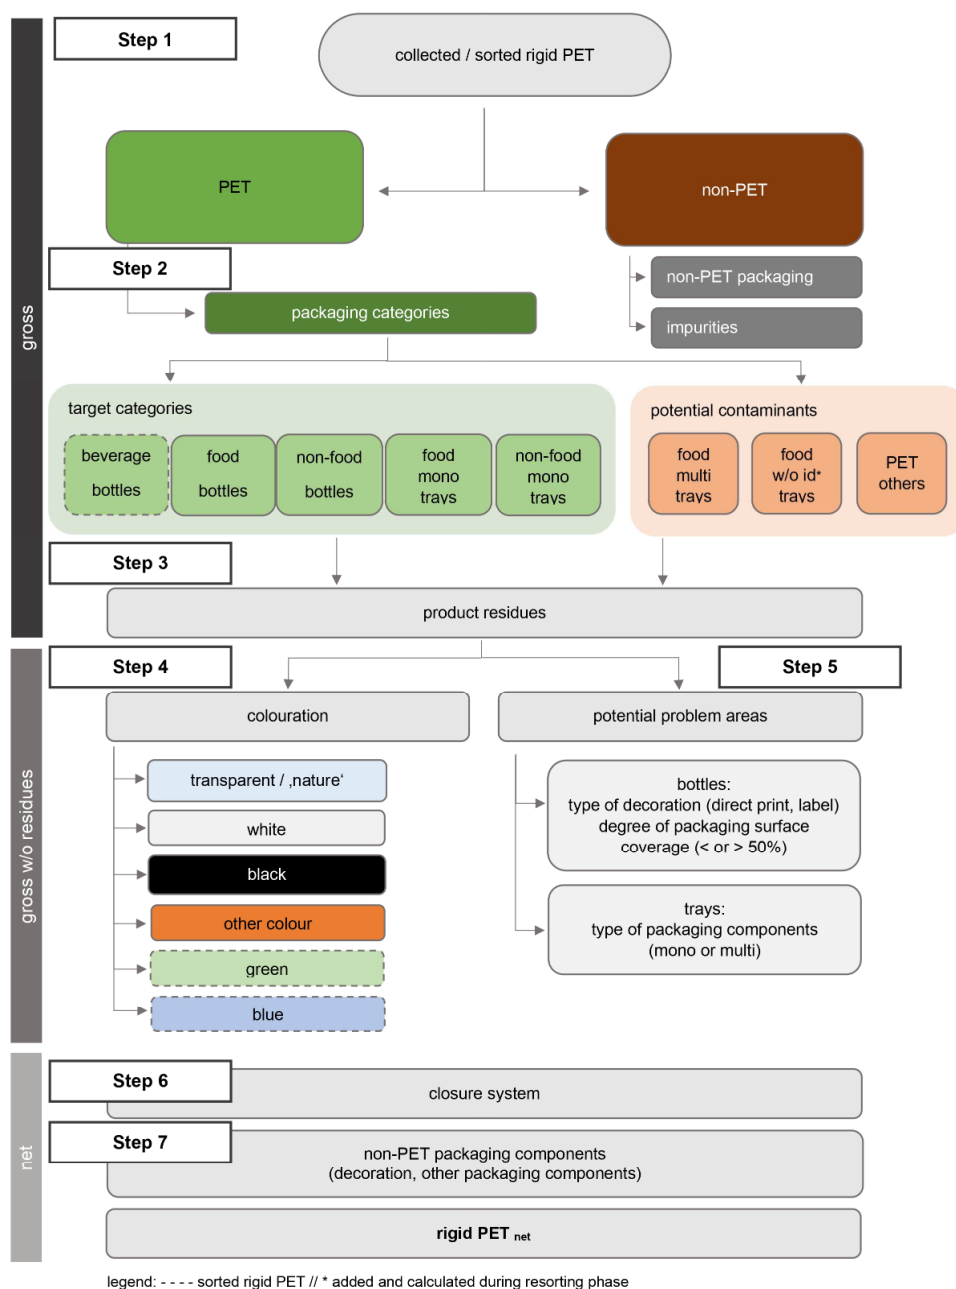 Step 1
collected / sorted rigid PET
PET
non-PET
Step 2
non-PET packaging
packaging categories
impurities
gross
target categories
potential contaminants
beverage
bottles
food
bottles
non-food
bottles
food
mono
trays
non-food
mono
trays
food
multi
trays
food
w/o id*
trays
PET
others
Step 3
product residues
Step 4
Step 5
gross w/o residues
colouration
potential problem areas
transparent / ‚nature‘
white
black
other colour
green
blue
bottles:
type of decoration (direct print, label)
degree of packaging surface
coverage (< or > 50%)
trays:
type of packaging components
(mono or multi)
net
Step 6
closure system
Step 7
non-PET packaging components
(decoration, other packaging components)
rigid PET net
legend: - - - - sorted rigid PET // * added and calculated during resorting phase